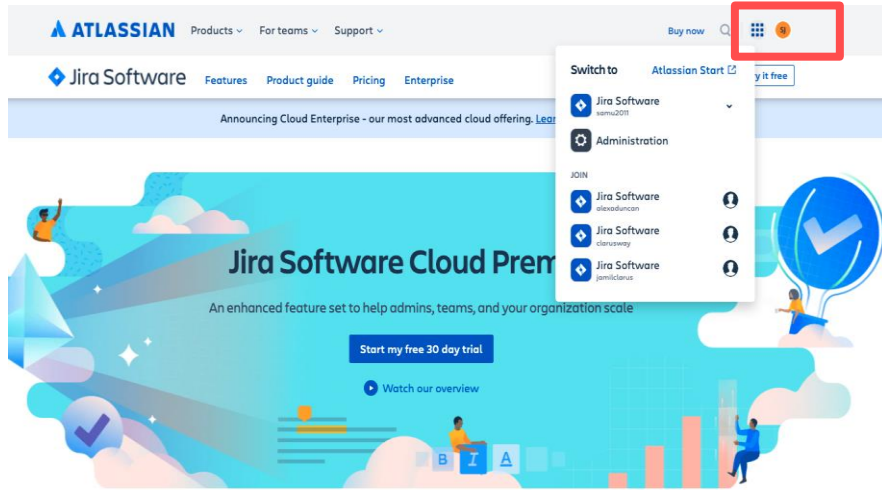 ATLASSIAN Products For teams Support Buy now SJ
Jira Software Features Product guide Pricing Enterprise y it free
Announcing Cloud Enterprise - our most advanced cloud offering. Lear
Switch to Atlassian Start
Jira Software
samu2011
Administration
JOIN
Jira Software
alexaduncan
Jira Software
clarusway
Jira Software
jamilclarus
Jira Software Cloud Prem
An enhanced feature set to help admins, teams, and your organization scale
Start my free 30 day trial
Watch our overview
B I A